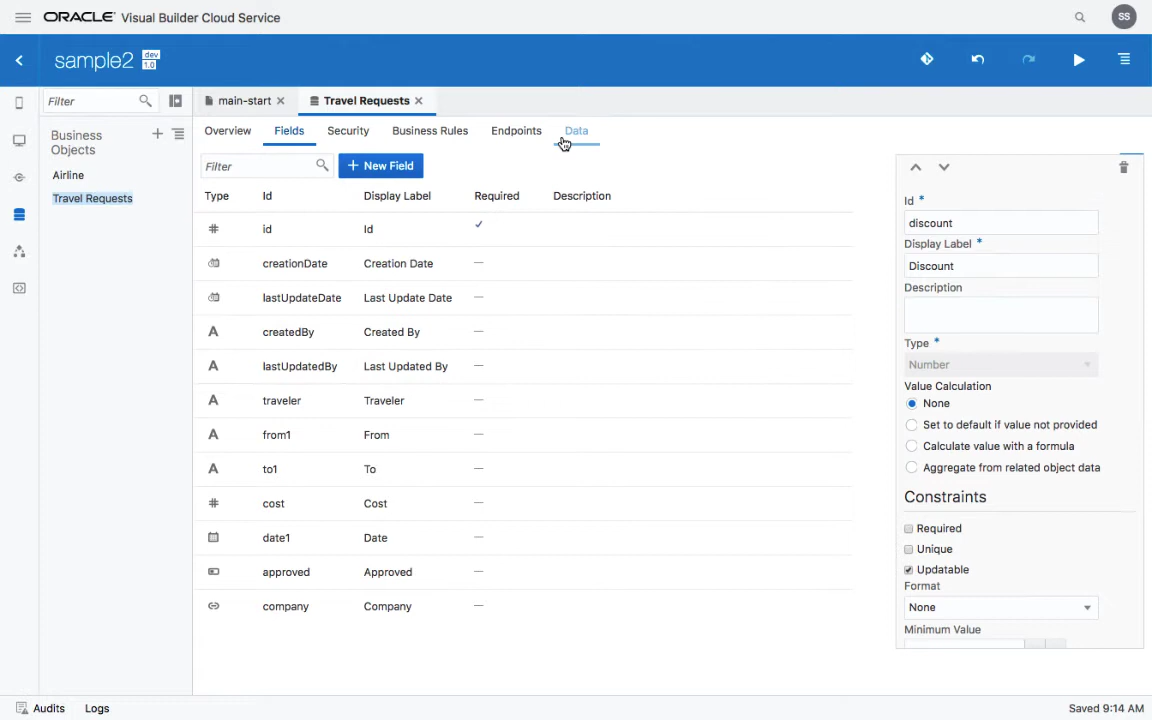 ORACLE® Visual Builder Cloud Service
SS
sample2 dev 1.0
Filter
main-start
Travel Requests
Business Objects
Airline
Travel Requests
Overview Fields Security Business Rules Endpoints Data
Filter
+ New Field
Type Id Display Label Required Description
# id Id ✓
creationDate Creation Date —
lastUpdateDate Last Update Date —
A createdBy Created By —
A lastUpdatedBy Last Updated By —
A traveler Traveler —
A from1 From —
A to1 To —
# cost Cost —
date1 Date —
approved Approved —
company Company —
Id *
discount
Display Label *
Discount
Description
Type *
Number
Value Calculation
None
Set to default if value not provided
Calculate value with a formula
Aggregate from related object data
Constraints
Required
Unique
Updatable
Format
None
Minimum Value
Audits
Logs
Saved 9:14 AM